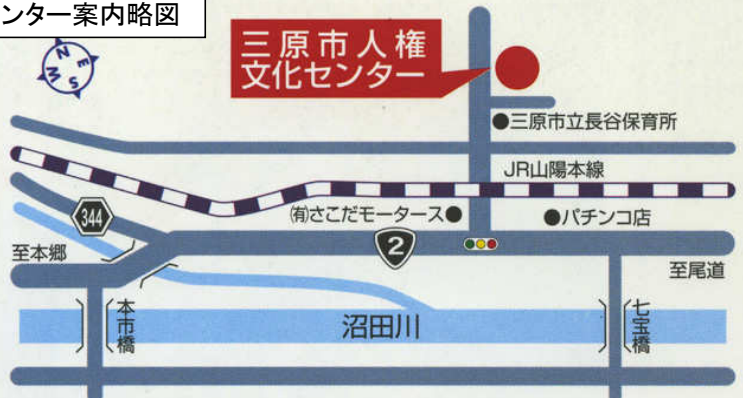 ンター案内略図
N
E
S
W
三原市人権
文化センター
●三原市立長谷保育所
JR山陽本線
㈲さこだモータース●
●パチンコ店
344
2
至本郷
至尾道
本市橋
沼田川
七宝橋